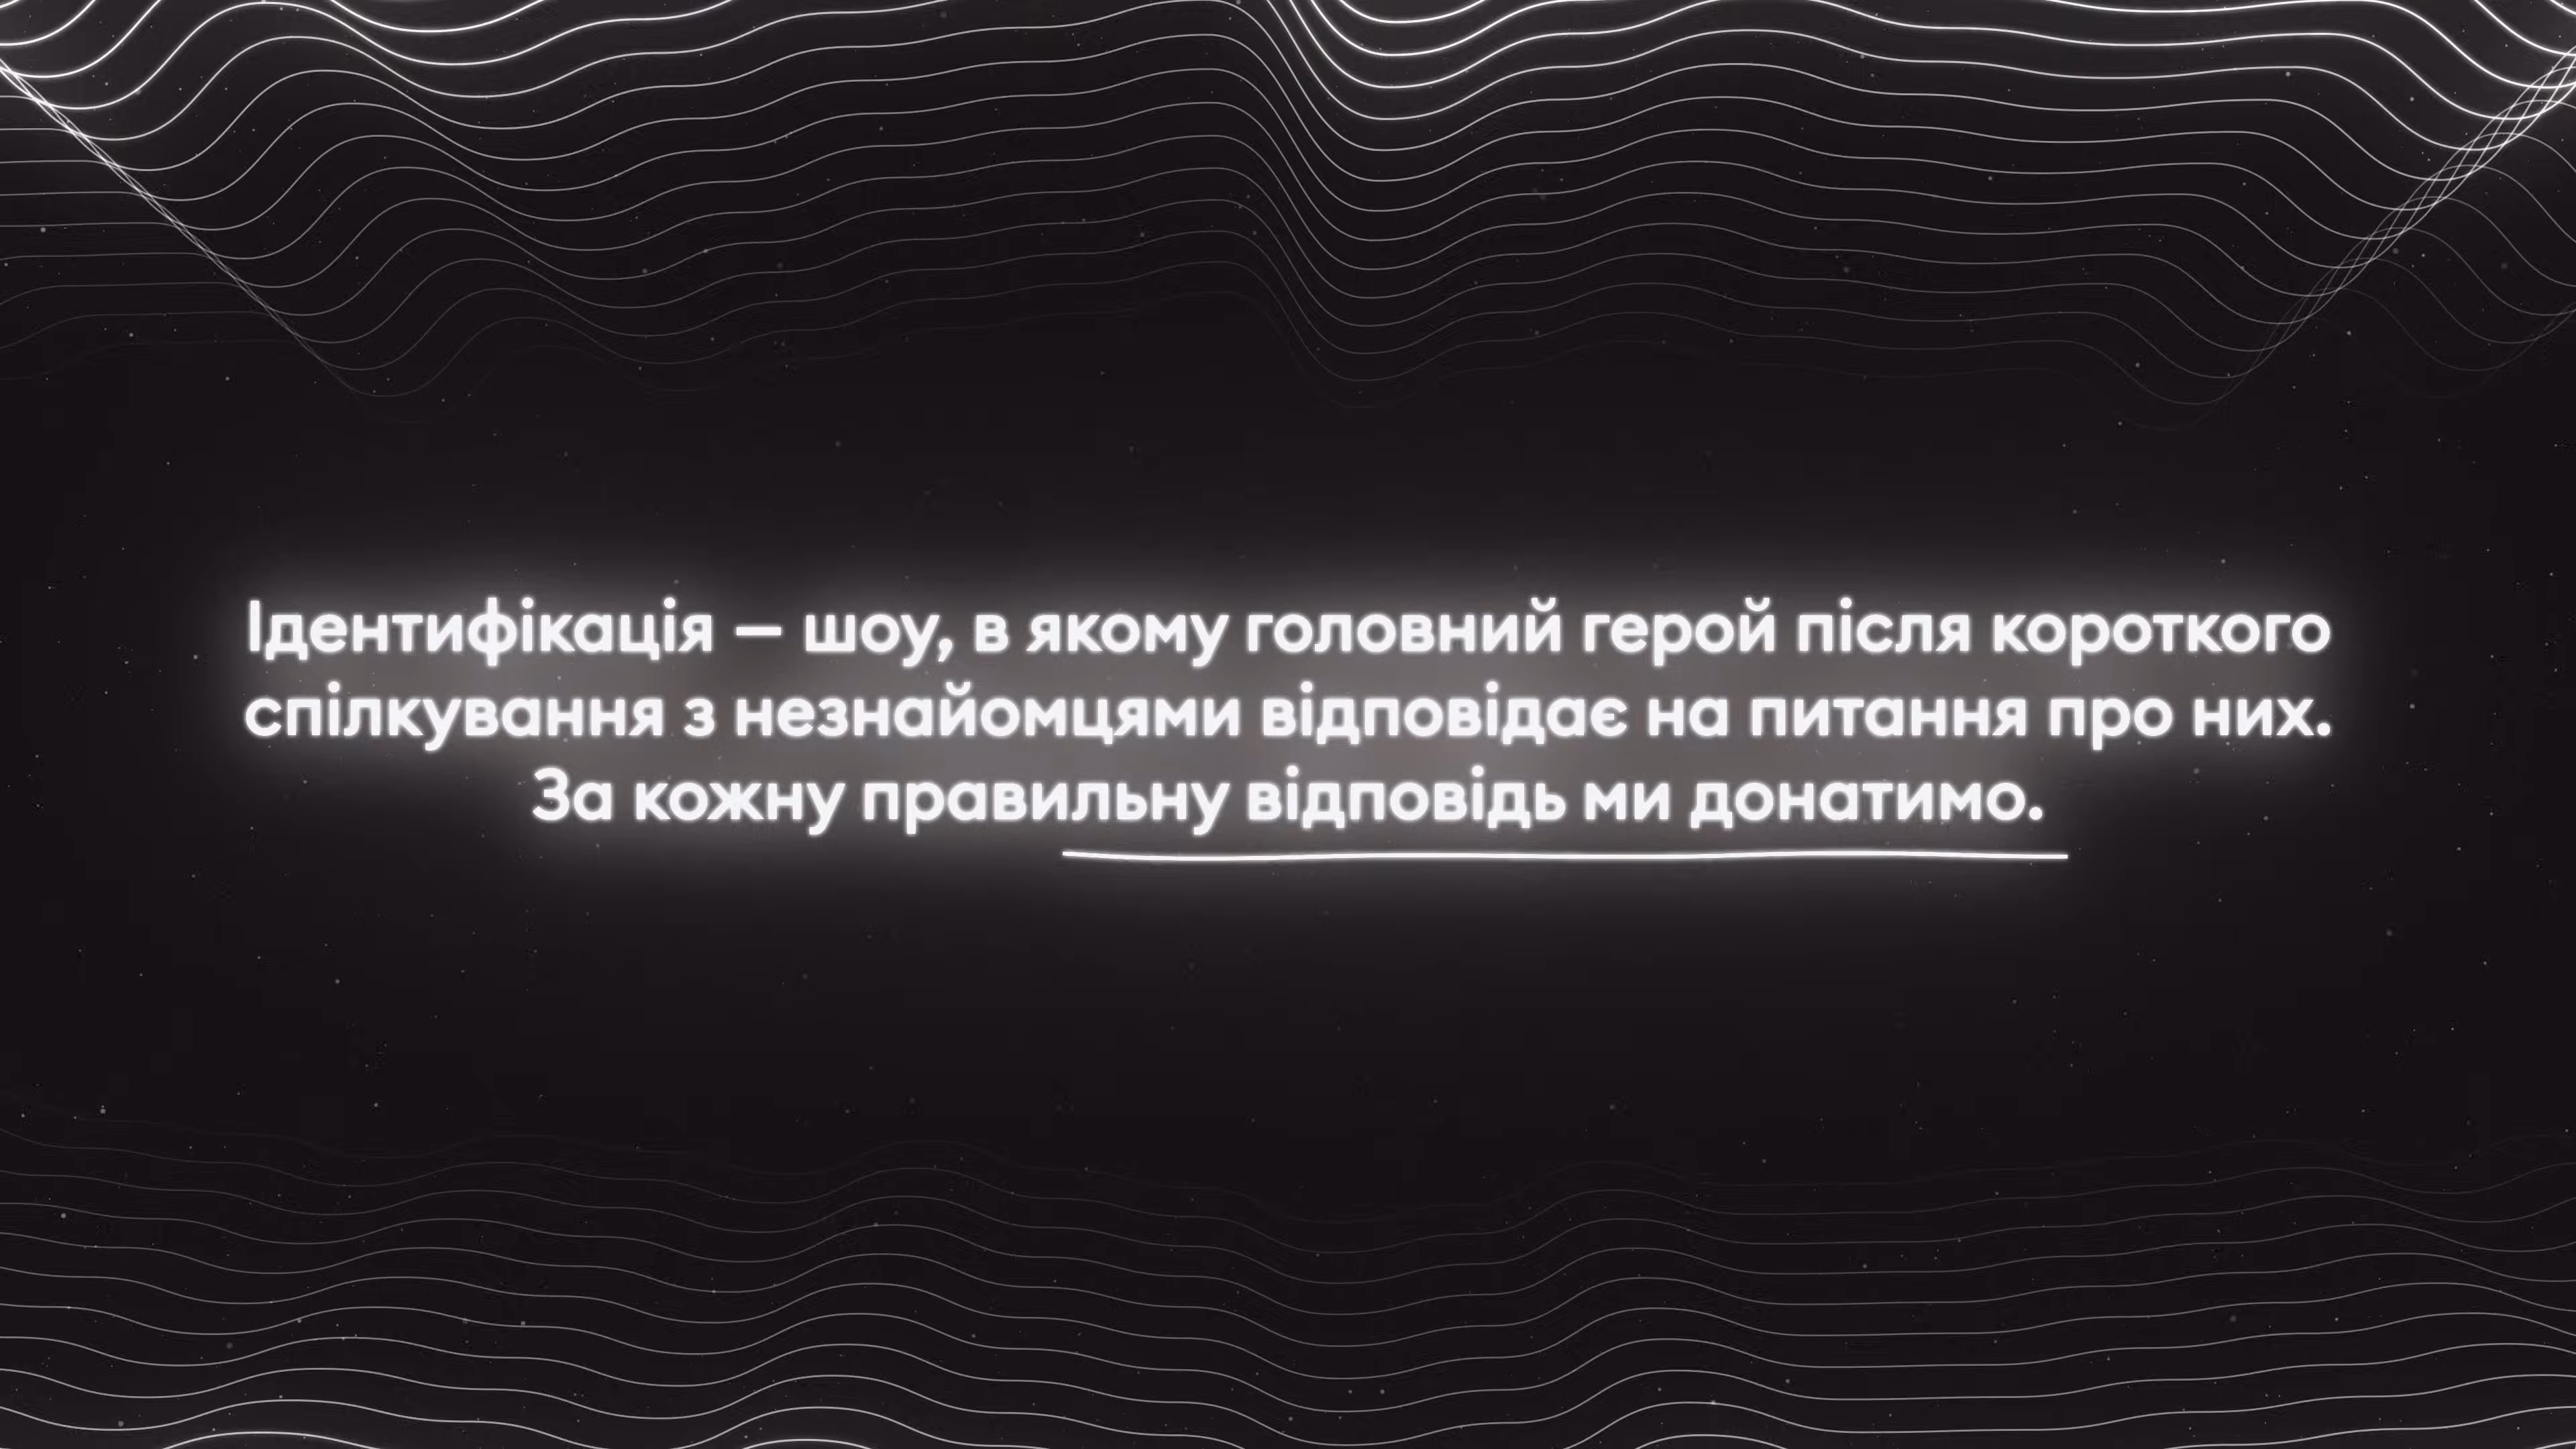 Ідентифікація — шоу, в якому головний герой після короткого
спілкування з незнайомцями відповідає на питання про них.
За кожну правильну відповідь ми донатимо.